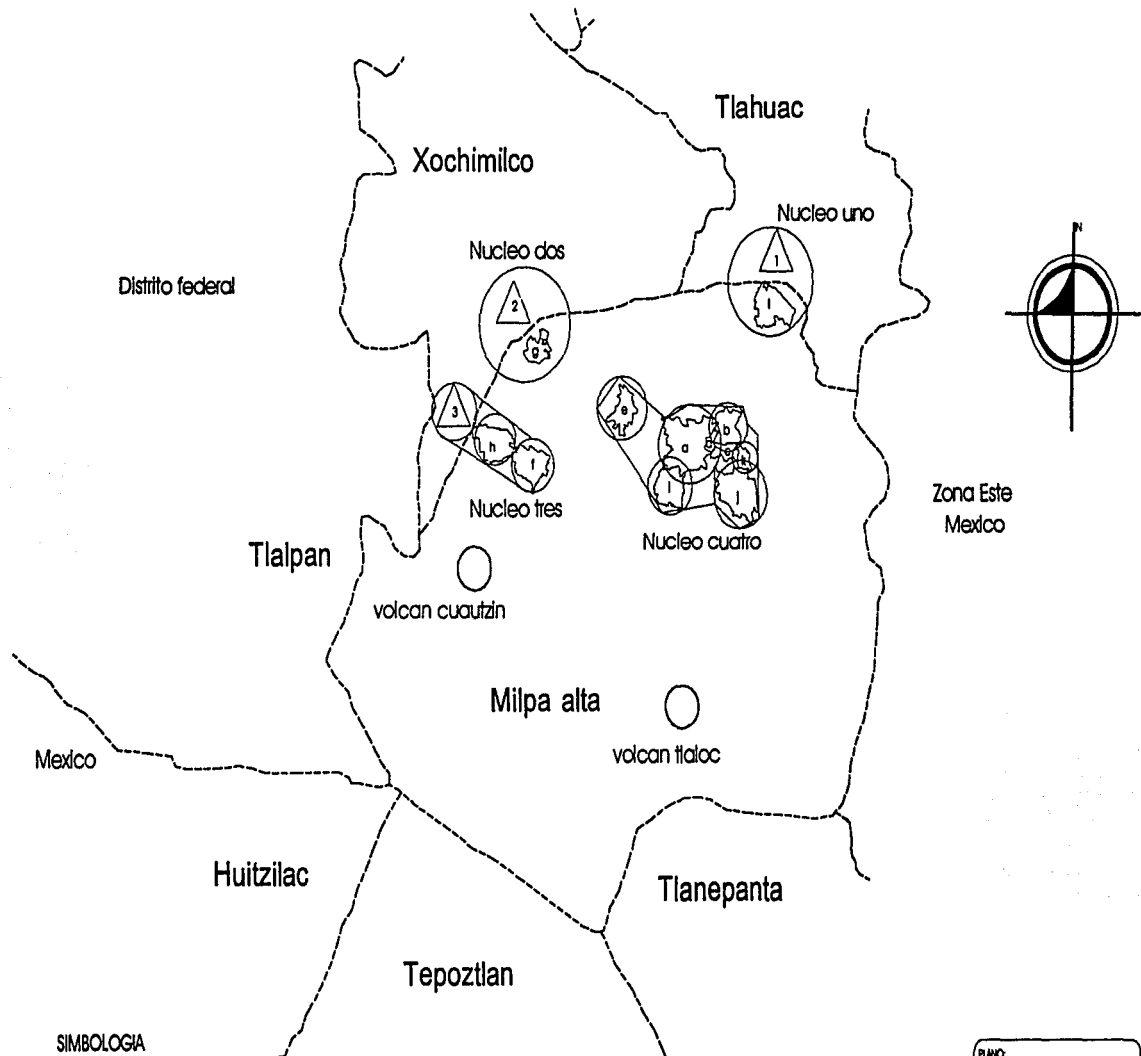 Tlahuac
Xochimilco
Nucleo uno
N
1
Nucleo dos
Distrito federal
2
l
g
3
e
b
a
h
f
l
Nucleo tres
Zona Este
Mexico
Nucleo cuatro
Tlalpan
volcan cuautzin
Milpa alta
volcan tlaloc
Mexico
Huitzilac
Tlanepanta
Tepoztlan
SIMBOLOGIA
PLANO: